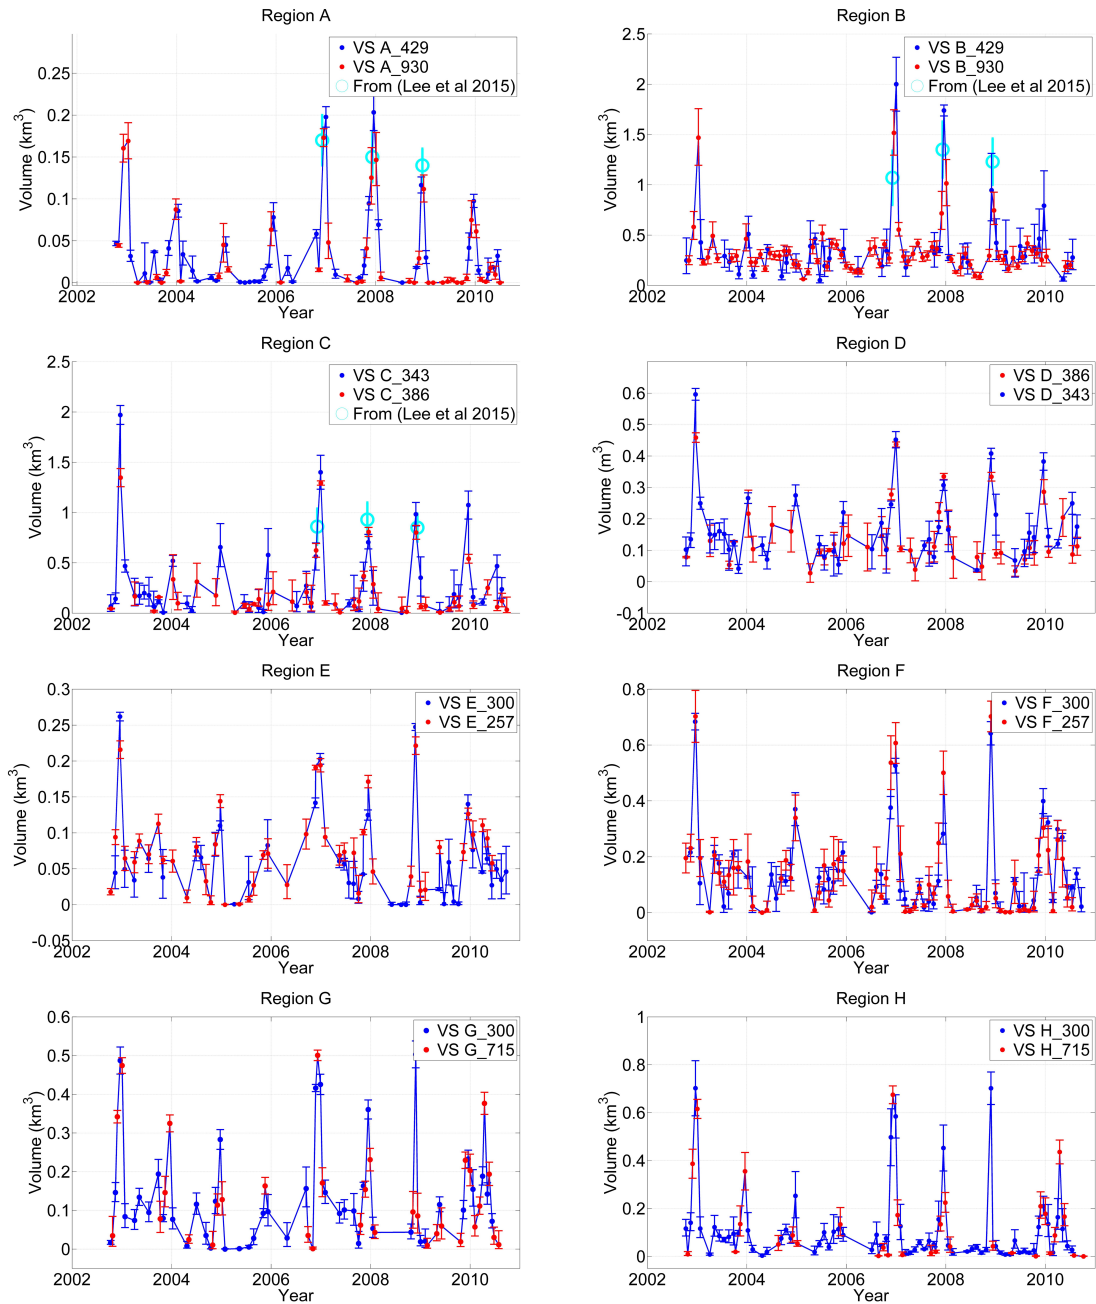 Region A
VS A_429
VS A_930
From (Lee et al 2015)
0.25
0.2
0.15
0.1
0.05
0
Volume (km3)
2002 2004 2006 2008 2010
Year
Region B
VS B_429
VS B_930
From (Lee et al 2015)
2.5
2
1.5
1
0.5
0
Volume (km3)
2002 2004 2006 2008 2010
Year
Region C
VS C_343
VS C_386
From (Lee et al 2015)
2.5
2
1.5
1
0.5
0
Volume (km3)
2002 2004 2006 2008 2010
Year
Region D
VS D_386
VS D_343
0.6
0.5
0.4
0.3
0.2
0.1
0
-0.1
Volume (m3)
2002 2004 2006 2008 2010
Year
Region E
VS E_300
VS E_257
0.3
0.25
0.2
0.15
0.1
0.05
0
-0.05
Volume (km3)
2002 2004 2006 2008 2010
Year
Region F
VS F_300
VS F_257
0.8
0.6
0.4
0.2
0
Volume (km3)
2002 2004 2006 2008 2010
Year
Region G
VS G_300
VS G_715
0.6
0.5
0.4
0.3
0.2
0.1
0
Volume (km3)
2002 2004 2006 2008 2010
Year
Region H
VS H_300
VS H_715
1
0.8
0.6
0.4
0.2
0
Volume (km3)
2002 2004 2006 2008 2010
Year